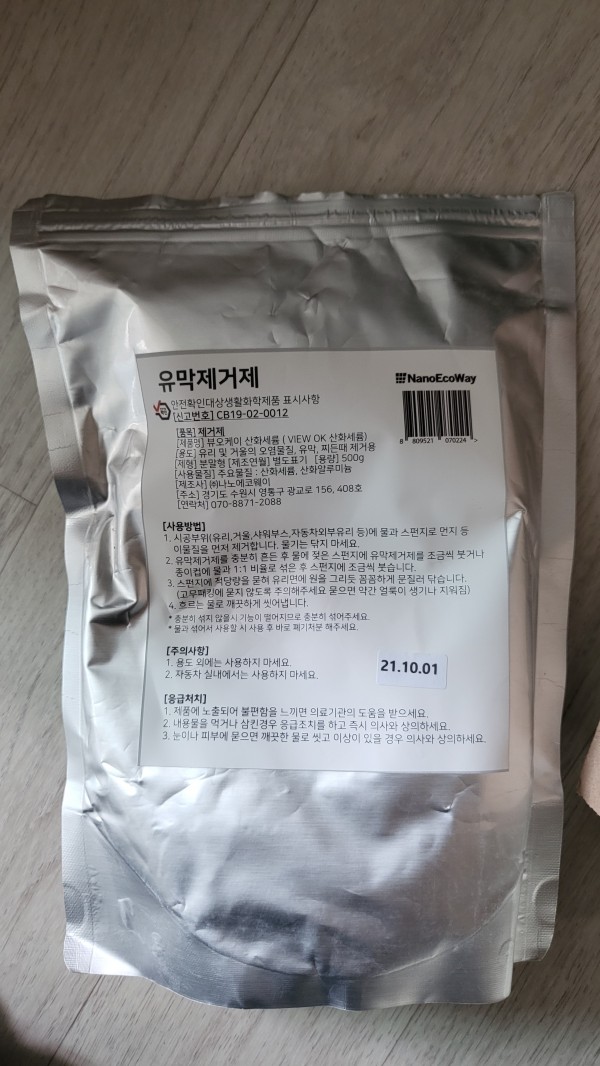 유막제거제
NanoEcoWay
안전확인대상생활화학제품 표시사항
[신고번호] CB19-02-0012
8 809521 070224 >
[품목] 제거제
[제품명] 뷰오케이 산화세륨 ( VIEW OK 산화세륨)
[용도] 유리 및 거울의 오염물질, 유막, 찌든때 제거용
[제형] 분말형 [제조연월] 별도표기 [용량] 500g
[사용물질] 주요물질 : 산화세륨, 산화알루미늄
[제조사] ㈜나노에코웨이
[주소] 경기도 수원시 영통구 광교로 156, 408호
[연락처] 070-8871-2088
[사용방법]
1. 시공부위(유리,거울,샤워부스,자동차외부유리 등)에 물과 스펀지로 먼지 등
이물질을 먼저 제거합니다. 물기는 닦지 마세요.
2. 유막제거제를 충분히 흔든 후 물에 젖은 스펀지에 유막제거제를 조금씩 붓거나
종이컵에 물과 1:1 비율로 섞은 후 스펀지에 조금씩 붓습니다.
3. 스펀지에 적당량을 묻혀 유리면에 원을 그리듯 꼼꼼하게 문질러 닦습니다.
(고무패킹에 묻지 않도록 주의해주세요 묻으면 약간 얼룩이 생기나 지워짐)
4. 흐르는 물로 깨끗하게 씻어냅니다.
* 충분히 섞지 않을시 기능이 떨어지므로 충분히 섞어주세요.
* 물과 섞어서 사용할 시 사용 후 바로 폐기처분 해주세요.
[주의사항]
1. 용도 외에는 사용하지 마세요.
2. 자동차 실내에서는 사용하지 마세요.
21.10.01
[응급처치]
1. 제품에 노출되어 불편함을 느끼면 의료기관의 도움을 받으세요.
2. 내용물을 먹거나 삼킨경우 응급조치를 하고 즉시 의사와 상의하세요.
3. 눈이나 피부에 묻으면 깨끗한 물로 씻고 이상이 있을 경우 의사와 상의하세요.